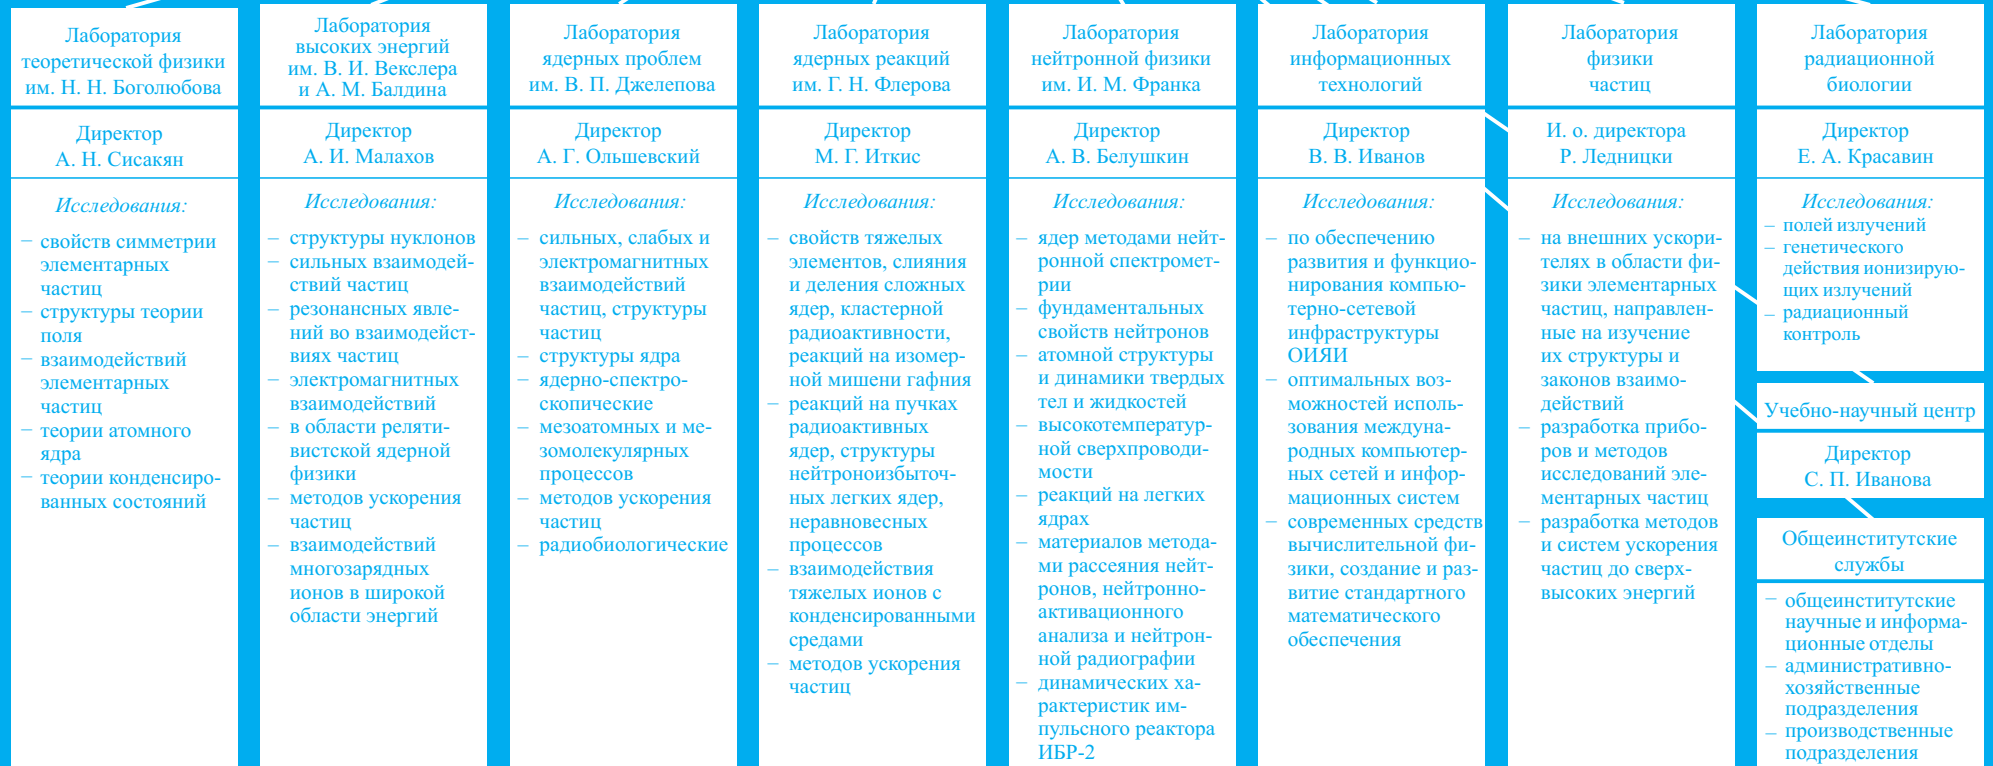 Лаборатория
теоретической физики
им. Н. Н. Боголюбова
Директор
А. Н. Сисакян
Исследования:
– свойств симметрии
элементарных
частиц
– структуры теории
поля
– взаимодействий
элементарных
частиц
– теории атомного
ядра
– теории конденсиро-
ванных состояний
Лаборатория
высоких энергий
им. В. И. Векслера
и А. М. Балдина
Директор
А. И. Малахов
Исследования:
– структуры нуклонов
– сильных взаимодей-
ствий частиц
– резонансных явле-
ний во взаимодейст-
виях частиц
– электромагнитных
взаимодействий
– в области реляти-
вистской ядерной
физики
– методов ускорения
частиц
– взаимодействий
многозарядных
ионов в широкой
области энергий
Лаборатория
ядерных проблем
им. В. П. Джелепова
Директор
А. Г. Ольшевский
Исследования:
– сильных, слабых и
– электромагнитных
взаимодействий
частиц, структуры
частиц
– структуры ядра
– ядерно-спектро-
скопические
– мезоатомных и ме-
зомолекулярных
процессов
– методов ускорения
частиц
– радиобиологические
Лаборатория
ядерных реакций
им. Г. Н. Флерова
Директор
М. Г. Иткис
Исследования:
– свойств тяжелых
элементов, слияния
и деления сложных
ядер, кластерной
радиоактивности,
реакций на изомер-
ной мишени гафния
– реакций на пучках
радиоактивных
ядер, структуры
нейтроноизбыточ-
ных легких ядер,
неравновесных
процессов
– взаимодействия
тяжелых ионов с
конденсированными
средами
– методов ускорения
частиц
Лаборатория
нейтронной физики
им. И. М. Франка
Директор
А. В. Белушкин
Исследования:
– ядер методами нейт-
ронной спектромет-
рии
– фундаментальных
свойств нейтронов
– атомной структуры
и динамики твердых
тел и жидкостей
– высокотемператур-
ной сверхпроводи-
мости
– реакций на легких
ядрах
– материалов метода-
ми рассеяния нейт-
ронов, нейтронно-
активационного
анализа и нейтрон-
ной радиографии
– динамических ха-
рактеристик им-
пульсного реактора
ИБР-2
Лаборатория
информационных
технологий
Директор
В. В. Иванов
Исследования:
– по обеспечению
развития и функцио-
нирования компью-
терно-сетевой
инфраструктуры
ОИЯИ
– оптимальных воз-
можностей исполь-
зования междуна-
родных компьютер-
ных сетей и инфор-
мационных систем
– современных средств
вычислительной фи-
зики, создание и раз-
витие стандартного
математического
обеспечения
Лаборатория
физики
частиц
И. о. директора
Р. Ледницки
Исследования:
– на внешних ускори-
телях в области фи-
зики элементарных
частиц, направлен-
ные на изучение
их структуры и
законов взаимо-
действий
– разработка прибо-
ров и методов
исследований эле-
ментарных частиц
– разработка методов
и систем ускорения
частиц до сверх-
высоких энергий
Лаборатория
радиационной
биологии
Директор
Е. А. Красавин
Исследования:
– полей излучений
– генетического
действия ионизирую-
щих излучений
– радиационный
контроль
Учебно-научный центр
Директор
С. П. Иванова
Общеинститутские
службы
– общеинститутские
научные и информа-
ционные отделы
– административно-
хозяйственные
подразделения
– производственные
подразделения